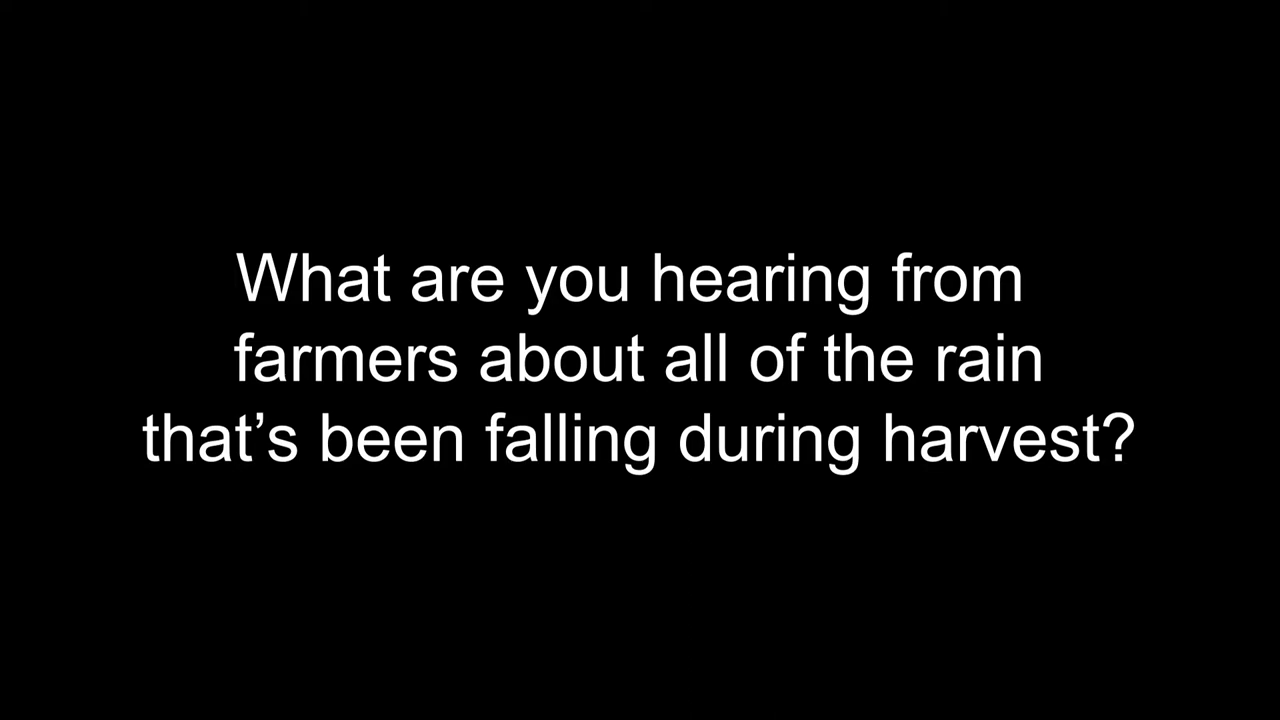 What are you hearing from
farmers about all of the rain
that’s been falling during harvest?